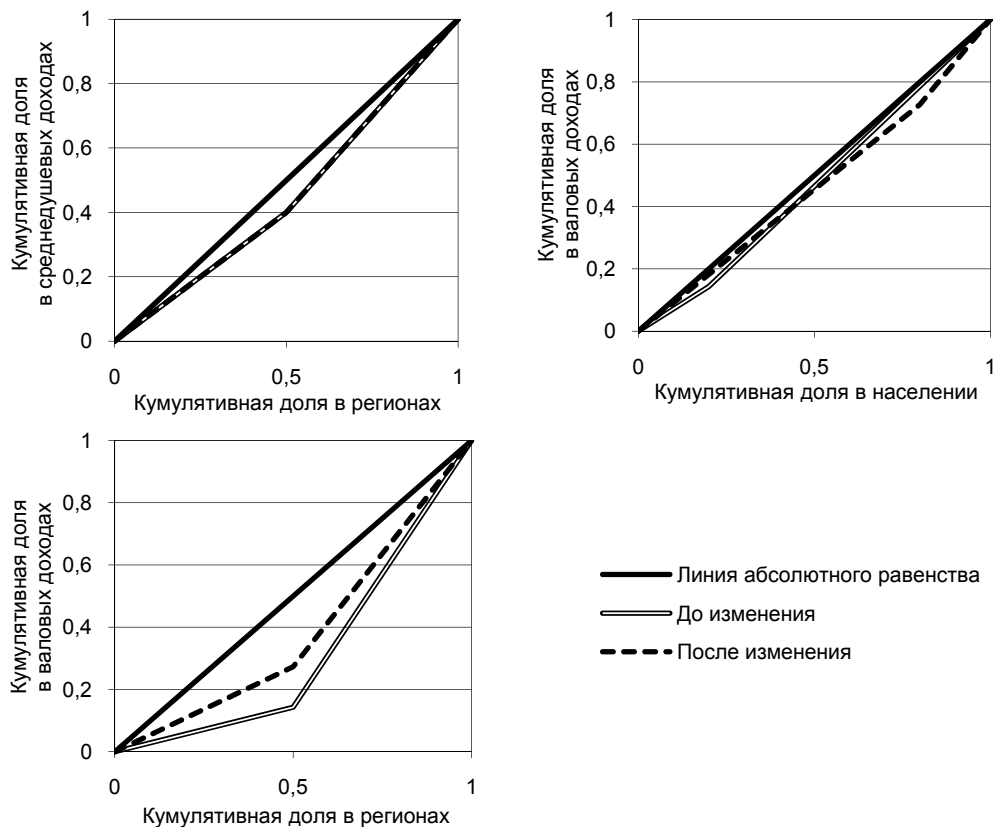 Кумулятивная доля
в среднедушевых доходах
1
0,8
0,6
0,4
0,2
0
0
0,5
1
Кумулятивная доля в регионах
Кумулятивная доля
в валовых доходах
1
0,8
0,6
0,4
0,2
0
0
0,5
1
Кумулятивная доля в населении
Кумулятивная доля
в валовых доходах
1
0,8
0,6
0,4
0,2
0
0
0,5
1
Кумулятивная доля в регионах
Линия абсолютного равенства
До изменения
После изменения